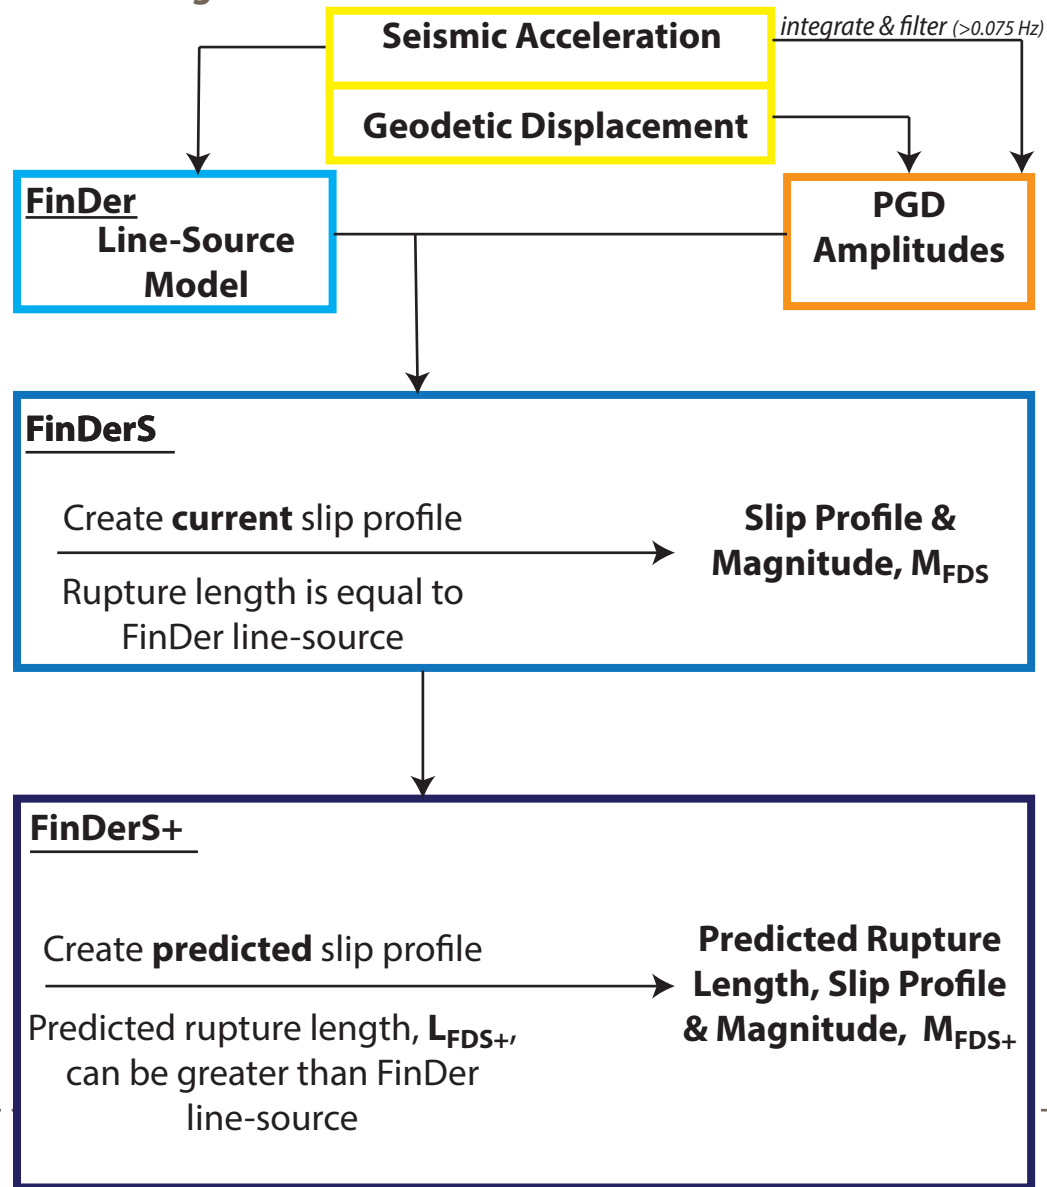 Seismic Acceleration
integrate & filter (>0.075 Hz)
Geodetic Displacement
FinDer
Line-Source
Model
PGD
Amplitudes
FinDerS
Create current slip profile
Rupture length is equal to
FinDer line-source
Slip Profile &
Magnitude, MFDS
FinDerS+
Create predicted slip profile
Predicted rupture length, LFDS+,
can be greater than FinDer
line-source
Predicted Rupture
Length, Slip Profile
& Magnitude, MFDS+